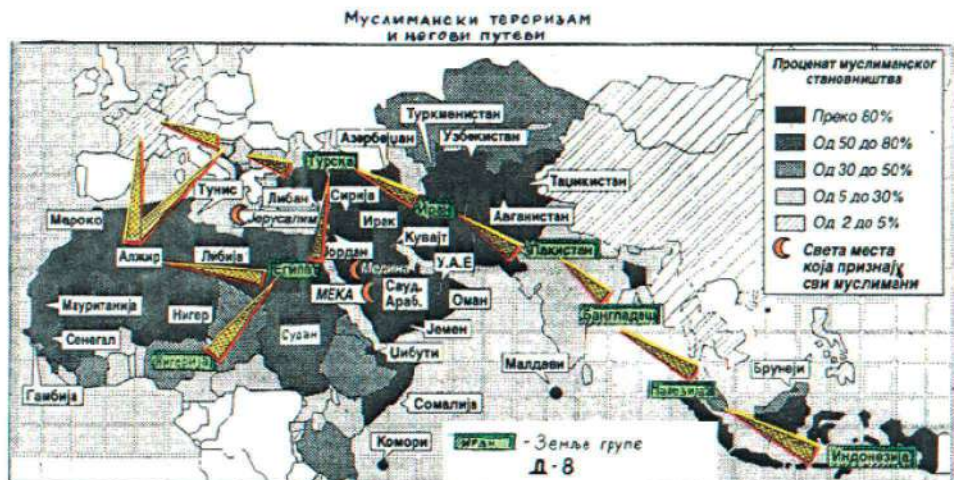 Муслимански тероризам
и његови путеви
Проценат муслиманског
становништва
Преко 80%
Од 50 до 80%
Од 30 до 50%
Од 5 до 30%
Од 2 до 5%
Света места
која признају
сви муслимани
Туркменистан
Узбекистан
Азербејџан
Турска
Таџикистан
Тунис
Либан
Сирија
Јерусалим
Ирак
Иран
Авганистан
Мароко
Кувајт
Пакистан
Алжир
Либија
Јордан
Египат
Медина
У.А.Е
МЕКА
Сауд.
Араб.
Оман
Бангладеш
Мауританија
Нигер
Судан
Јемен
Сенегал
Нигерија
Џибути
Малдеви
Брунеји
Гамбија
Сомалија
Малезија
Комори
Иран - Земље групе
Д-8
Индонезија